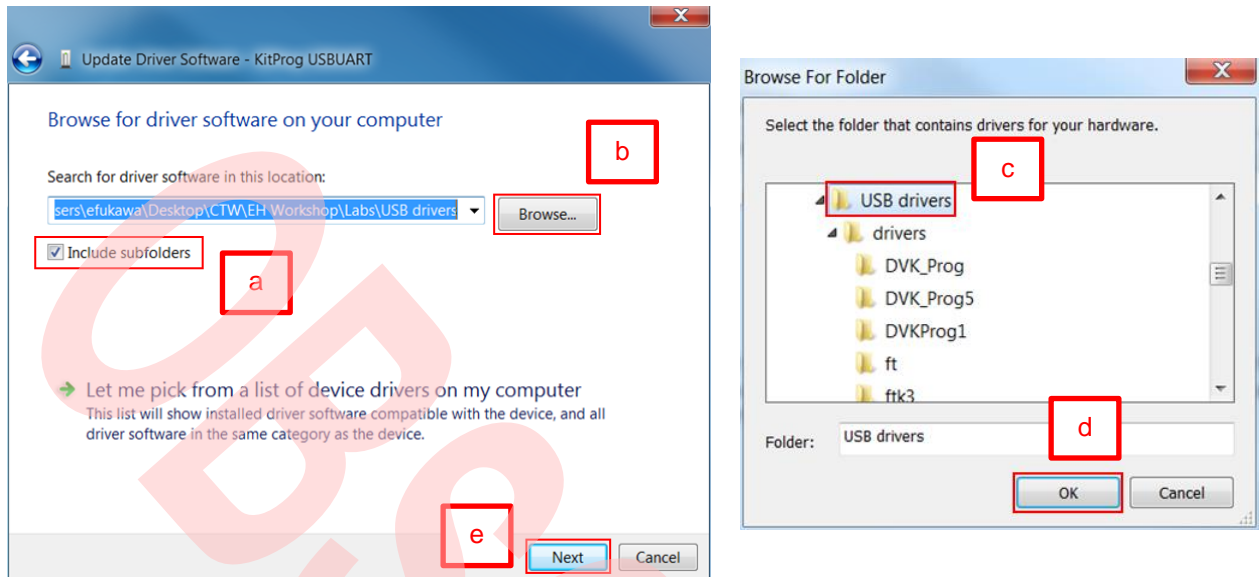 Update Driver Software - KitProg USBUART
Browse for driver software on your computer
b
Search for driver software in this location:
sers\efukawa\Desktop\CTW\EH Workshop\Labs\USB drivers
Browse...
Include subfolders
a
Let me pick from a list of device drivers on my computer
This list will show installed driver software compatible with the device, and all
driver software in the same category as the device.
e
Next Cancel
Browse For Folder
X
Select the folder that contains drivers for your hardware.
c
USB drivers
drivers
DVK_Prog
DVK_Prog5
DVKProg1
ft
ftk3
d
Folder: USB drivers
OK Cancel